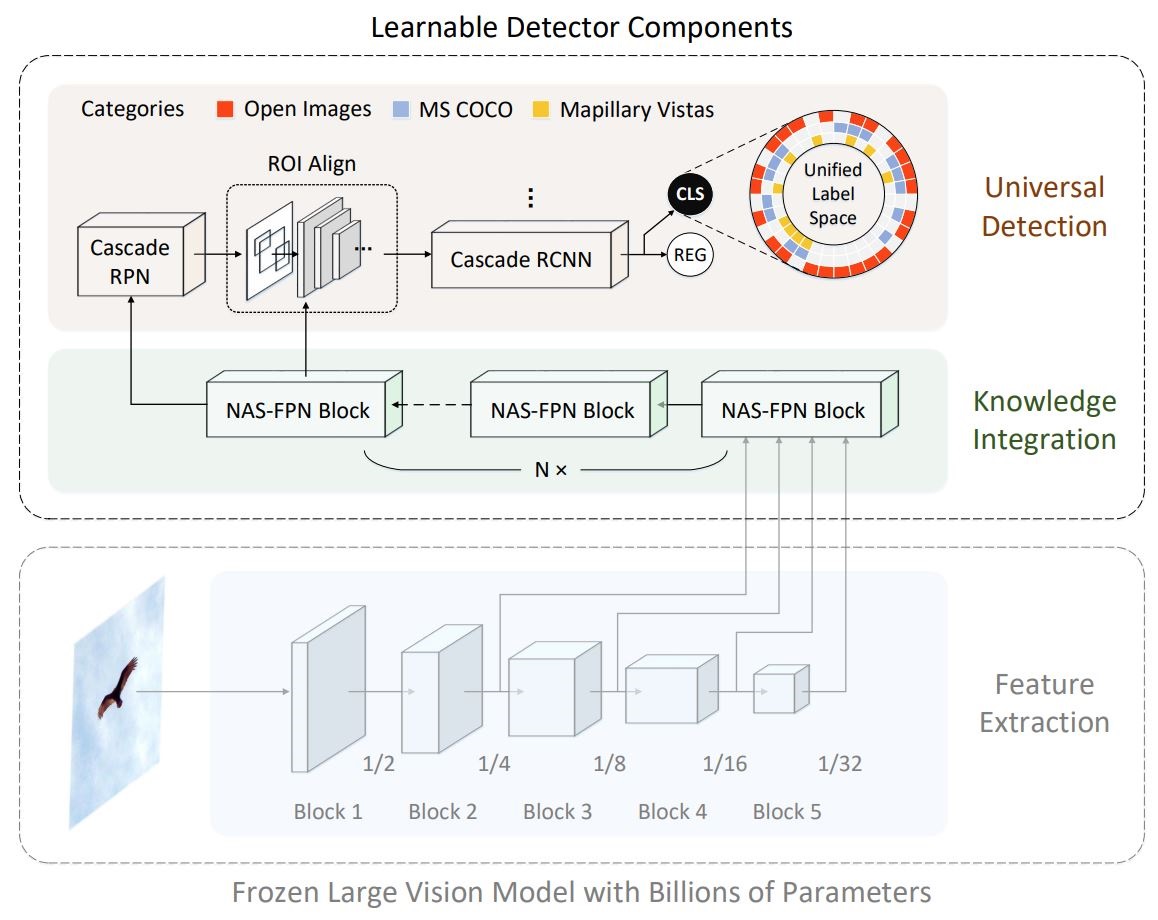 Learnable Detector Components
Categories Open Images MS COCO Mapillary Vistas
ROI Align
Cascade
RPN
...
Cascade RCNN
CLS
REG
Unified
Label
Space
Universal
Detection
NAS-FPN Block
NAS-FPN Block
NAS-FPN Block
N ×
Knowledge
Integration
1/2
1/4
1/8
1/16
1/32
Block 1
Block 2
Block 3
Block 4
Block 5
Feature
Extraction
Frozen Large Vision Model with Billions of Parameters